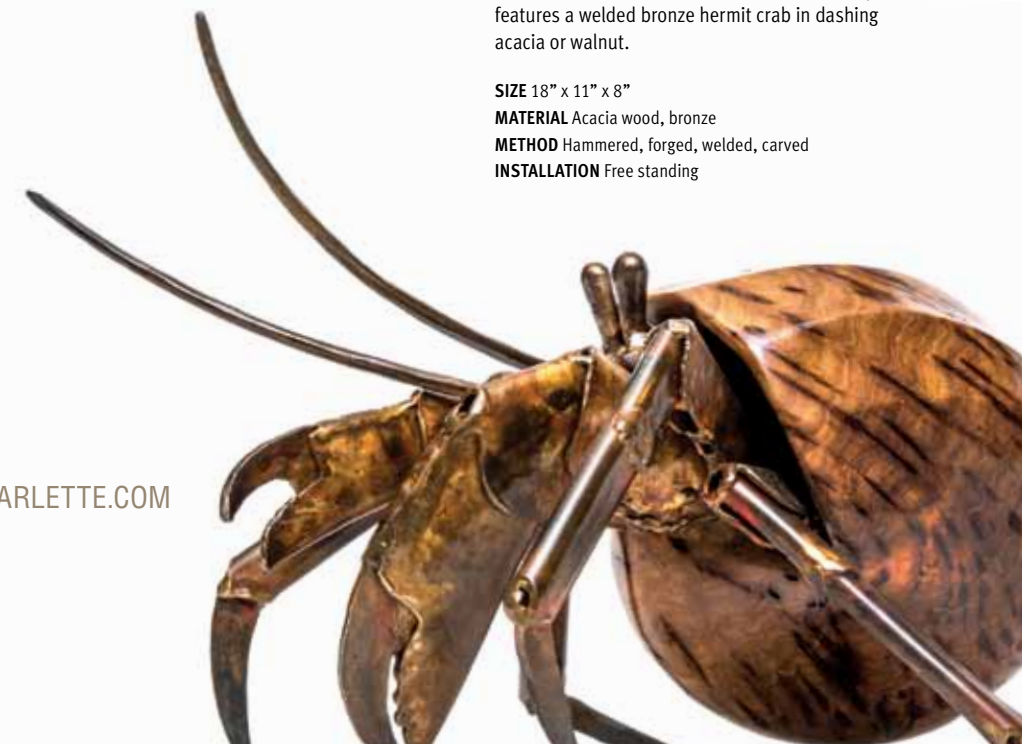 features a welded bronze hermit crab in dashing
acacia or walnut.
SIZE 18” x 11” x 8”
MATERIAL Acacia wood, bronze
METHOD Hammered, forged, welded, carved
INSTALLATION Free standing
ARLETTE.COM